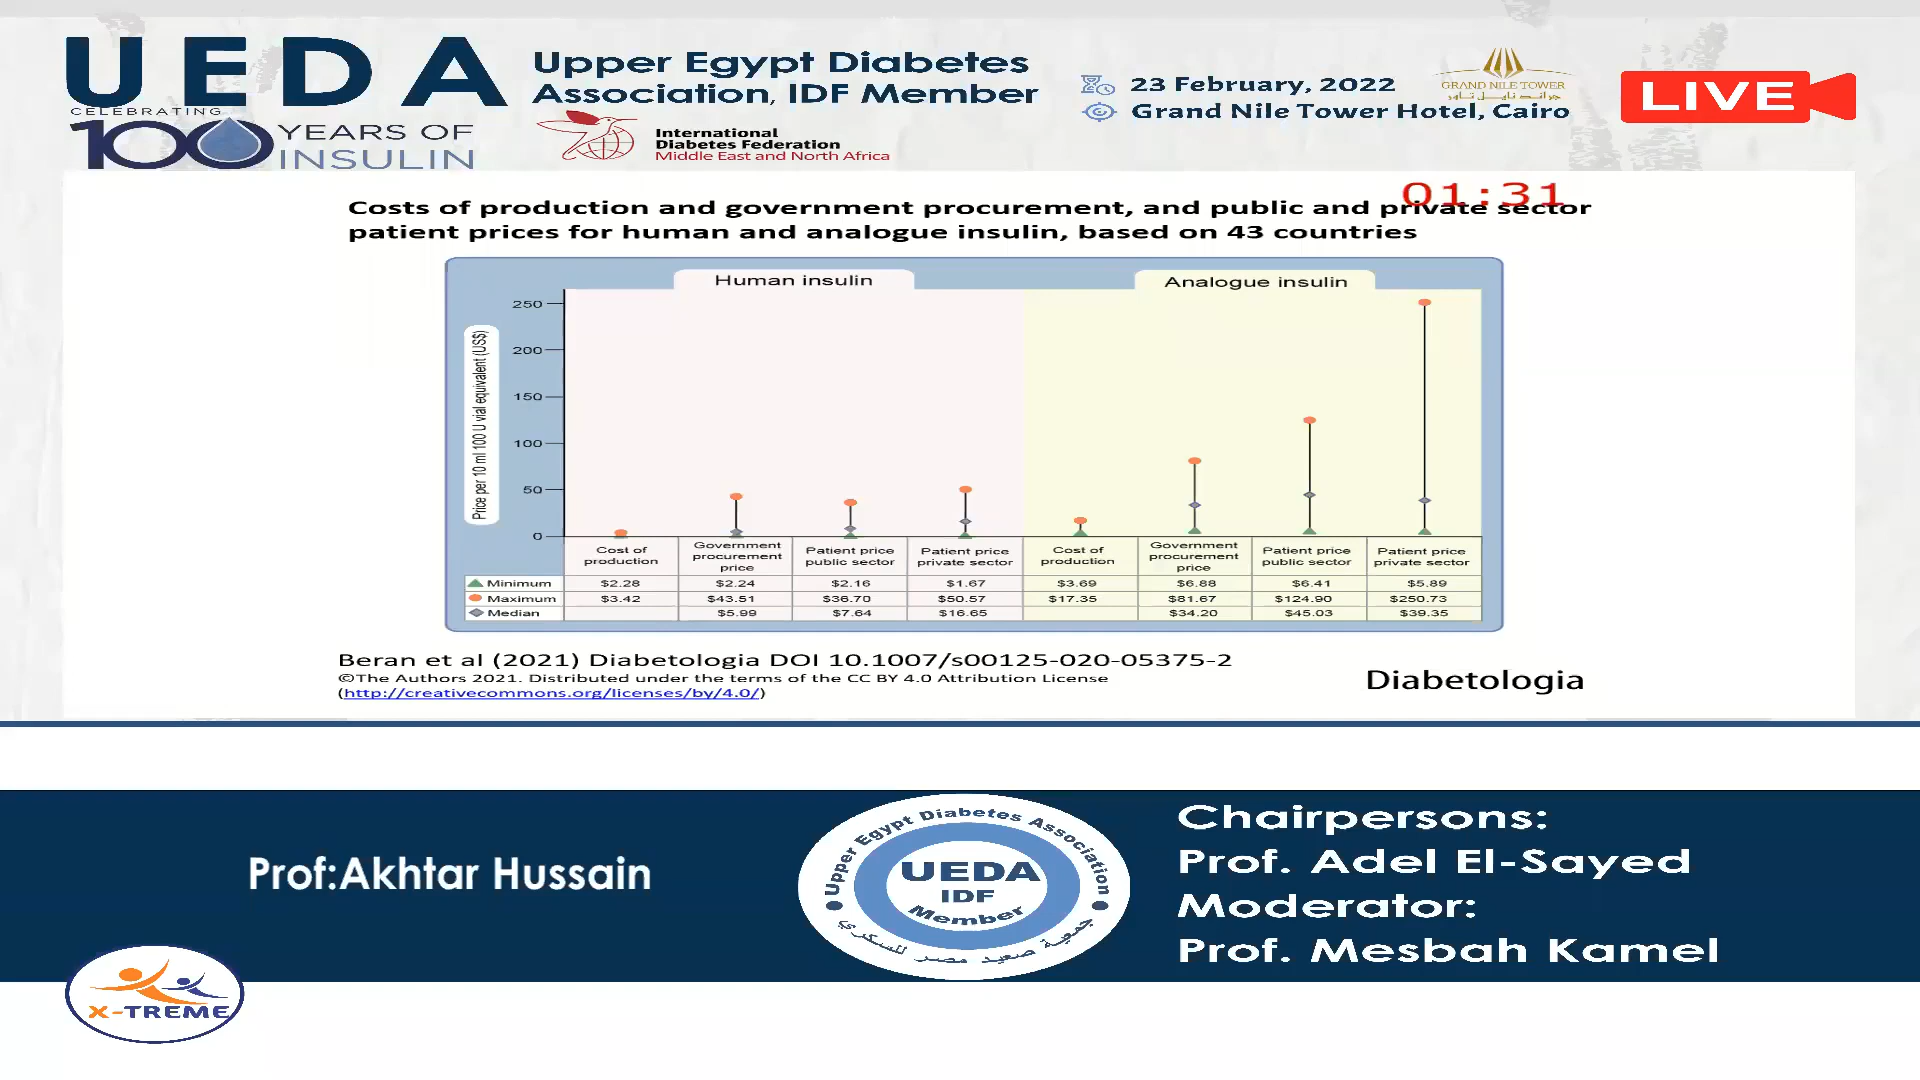 UEDA
CELEBRATING
100 YEARS OF
INSULIN
Upper Egypt Diabetes
Association, IDF Member
International
Diabetes Federation
Middle East and North Africa
23 February, 2022
Grand Nile Tower Hotel, Cairo
GRAND NILE TOWER
جراند نايل تاور
LIVE
01:31
Costs of production and government procurement, and public and private sector
patient prices for human and analogue insulin, based on 43 countries
Human insulin
Analogue insulin
Price per 10 ml 100 U vial equivalent (US$)
250
200
150
100
50
0
Cost of production | Government procurement price | Patient price public sector | Patient price private sector | Cost of production | Government procurement price | Patient price public sector | Patient price private sector
Minimum $2.28 $2.24 $2.16 $1.67 $3.69 $6.88 $6.41 $5.89
Maximum $3.42 $43.51 $36.70 $50.57 $17.35 $81.67 $124.90 $250.73
Median $5.99 $7.64 $16.65 $34.20 $45.03 $39.35
Beran et al (2021) Diabetologia DOI 10.1007/s00125-020-05375-2
©The Authors 2021. Distributed under the terms of the CC BY 4.0 Attribution License
(http://creativecommons.org/licenses/by/4.0/)
Diabetologia
Prof:Akhtar Hussain
Upper Egypt Diabetes Association
UEDA
IDF
Member
جمعية صعيد مصر للسكري
Chairpersons:
Prof. Adel El-Sayed
Moderator:
Prof. Mesbah Kamel
X-TREME